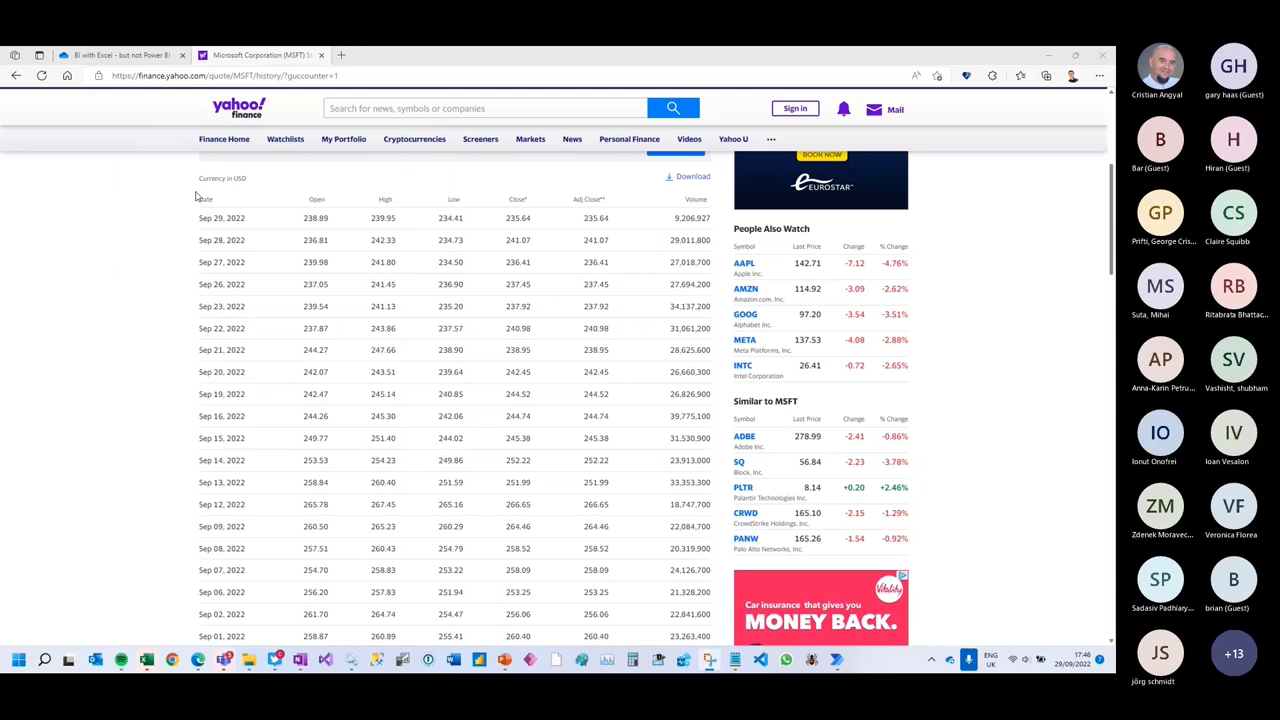 BI with Excel - but not Power BI
Microsoft Corporation (MSFT) St
https://finance.yahoo.com/quote/MSFT/history/?guccounter=1
yahoo!
finance
Search for news, symbols or companies
Sign in
Mail
Finance Home Watchlists My Portfolio Cryptocurrencies Screeners Markets News Personal Finance Videos Yahoo U ...
Currency in USD
Download
Date Open High Low Close* Adj Close** Volume
Sep 29, 2022 238.89 239.95 234.41 235.64 235.64 9,206,927
Sep 28, 2022 236.81 242.33 234.73 241.07 241.07 29,011,800
Sep 27, 2022 239.98 241.80 234.50 236.41 236.41 27,018,700
Sep 26, 2022 237.05 241.45 236.90 237.45 237.45 27,694,200
Sep 23, 2022 239.54 241.13 235.20 237.92 237.92 34,137,200
Sep 22, 2022 237.87 243.86 237.57 240.98 240.98 31,061,200
Sep 21, 2022 244.27 247.66 238.90 238.95 238.95 28,625,600
Sep 20, 2022 242.07 243.51 239.64 242.45 242.45 26,660,300
Sep 19, 2022 242.47 245.14 240.85 244.52 244.52 26,826,900
Sep 16, 2022 244.26 245.30 242.06 244.74 244.74 39,775,100
Sep 15, 2022 249.77 251.40 244.02 245.38 245.38 31,530,900
Sep 14, 2022 253.53 254.23 249.86 252.22 252.22 23,913,000
Sep 13, 2022 258.84 260.40 251.59 251.99 251.99 33,353,300
Sep 12, 2022 265.78 267.45 265.16 266.65 266.65 18,747,700
Sep 09, 2022 260.50 265.23 260.29 264.46 264.46 22,084,700
Sep 08, 2022 257.51 260.43 254.79 258.52 258.52 20,319,900
Sep 07, 2022 254.70 258.83 253.22 258.09 258.09 24,126,700
Sep 06, 2022 256.20 257.83 251.94 253.25 253.25 21,328,200
Sep 02, 2022 261.70 264.74 254.47 256.06 256.06 22,841,600
Sep 01, 2022 258.87 260.89 255.41 260.40 260.40 23,263,400
BOOK NOW
EUROSTAR™
People Also Watch
Symbol Last Price Change % Change
AAPL 142.71 -7.12 -4.76%
Apple Inc.
AMZN 114.92 -3.09 -2.62%
Amazon.com, Inc.
GOOG 97.20 -3.54 -3.51%
Alphabet Inc.
META 137.53 -4.08 -2.88%
Meta Platforms, Inc.
INTC 26.41 -0.72 -2.65%
Intel Corporation
Similar to MSFT
Symbol Last Price Change % Change
ADBE 278.99 -2.41 -0.86%
Adobe Inc.
SQ 56.84 -2.23 -3.78%
Block, Inc.
PLTR 8.14 +0.20 +2.46%
Palantir Technologies Inc.
CRWD 165.10 -2.15 -1.29%
CrowdStrike Holdings, Inc.
PANW 165.26 -1.54 -0.92%
Palo Alto Networks, Inc.
Vitality
Car insurance that gives you
MONEY BACK.
ENG
UK
17:46
29/09/2022
Cristian Angyal
GH
gary haas (Guest)
B
Bar (Guest)
H
Hiran (Guest)
GP
Prifti, George Cris...
CS
Claire Squibb
MS
Suta, Mihai
RB
Ritabrata Bhattac...
AP
Anna-Karin Petru...
SV
Vashisht, shubham
IO
Ionut Onofrei
IV
Ioan Vesalon
ZM
Zdenek Moravec...
VF
Veronica Florea
SP
Sadasiv Padhiary...
B
brian (Guest)
JS
jörg schmidt
+13